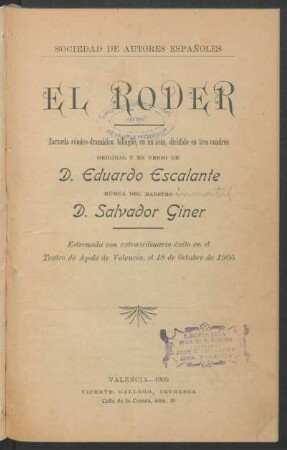 SOCIEDAD DE AUTORES ESPAÑOLES
EL RODER
Zarzuela cómico-dramática bilingüe, en un acto, dividido en tres cuadros
ORIGINAL Y EN VERSO DE
D. Eduardo Escalante
MÚSICA DEL MAESTRO inmortal
D. Salvador Giner
Estrenada con extraordinario éxito en el
Teatro de Apolo de Valencia, el 18 de Octubre de 1905
VALENCIA.—1905
VICENTE GALLEGO, IMPRESOR
Calle de la Corona, núm. 30